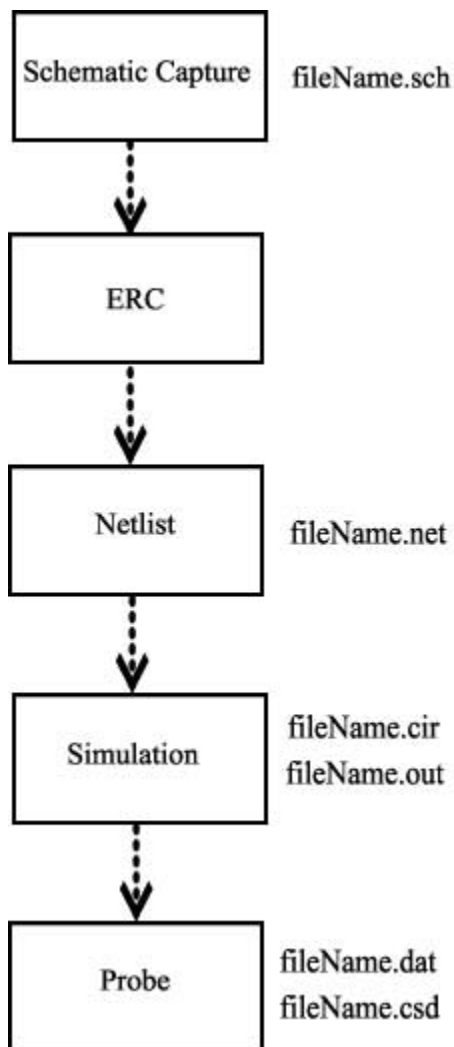 Schematic Capture
fileName.sch
ERC
Netlist
fileName.net
Simulation
fileName.cir
fileName.out
Probe
fileName.dat
fileName.csd